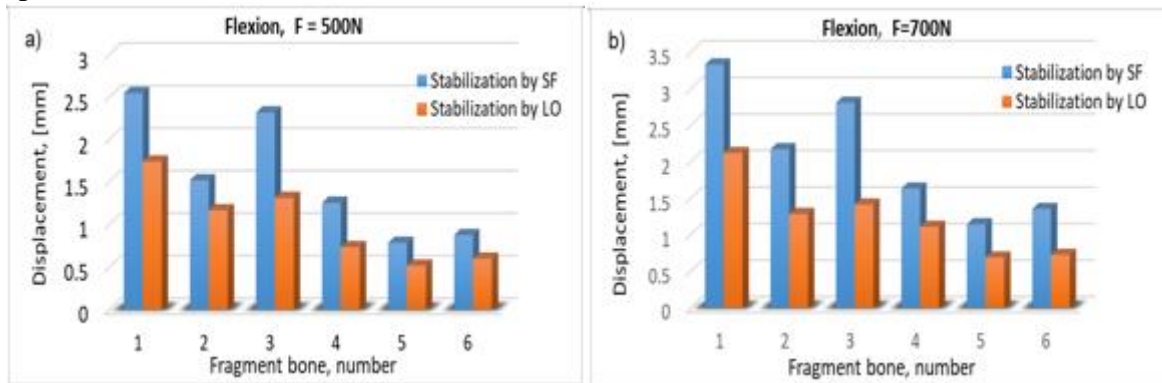 a)
Flexion, F = 500N
Stabilization by SF
Stabilization by LO
Displacement, [mm]
3
2.5
2
1.5
1
0.5
0
1 2 3 4 5 6
Fragment bone, number
b)
Flexion, F=700N
Stabilization by SF
Stabilization by LO
Displacement, [mm]
3.5
3
2.5
2
1.5
1
0.5
0
1 2 3 4 5 6
Fragment bone, number